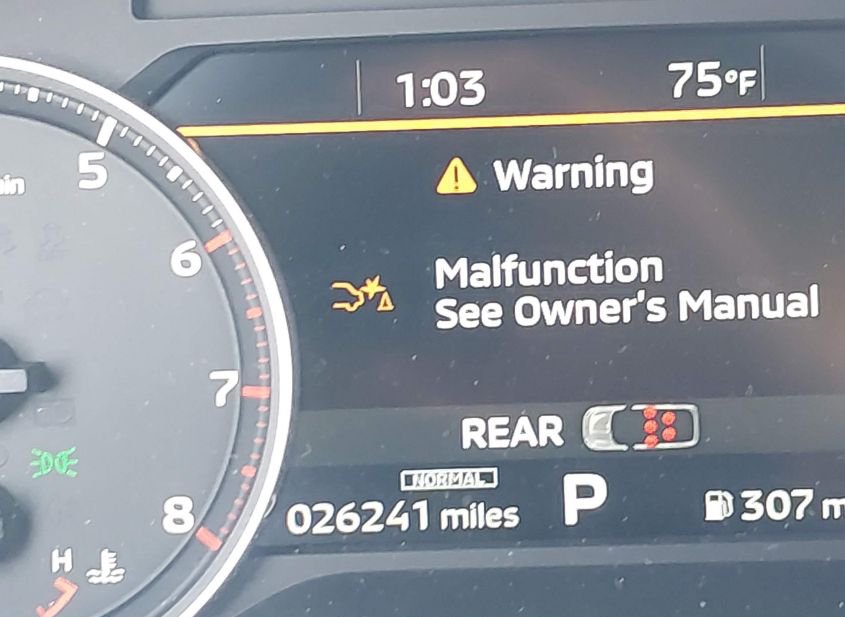 1:03 75°F
5
Warning
6
Malfunction
See Owner's Manual
7
REAR
NORMAL
8
026241 miles P 307 m
H